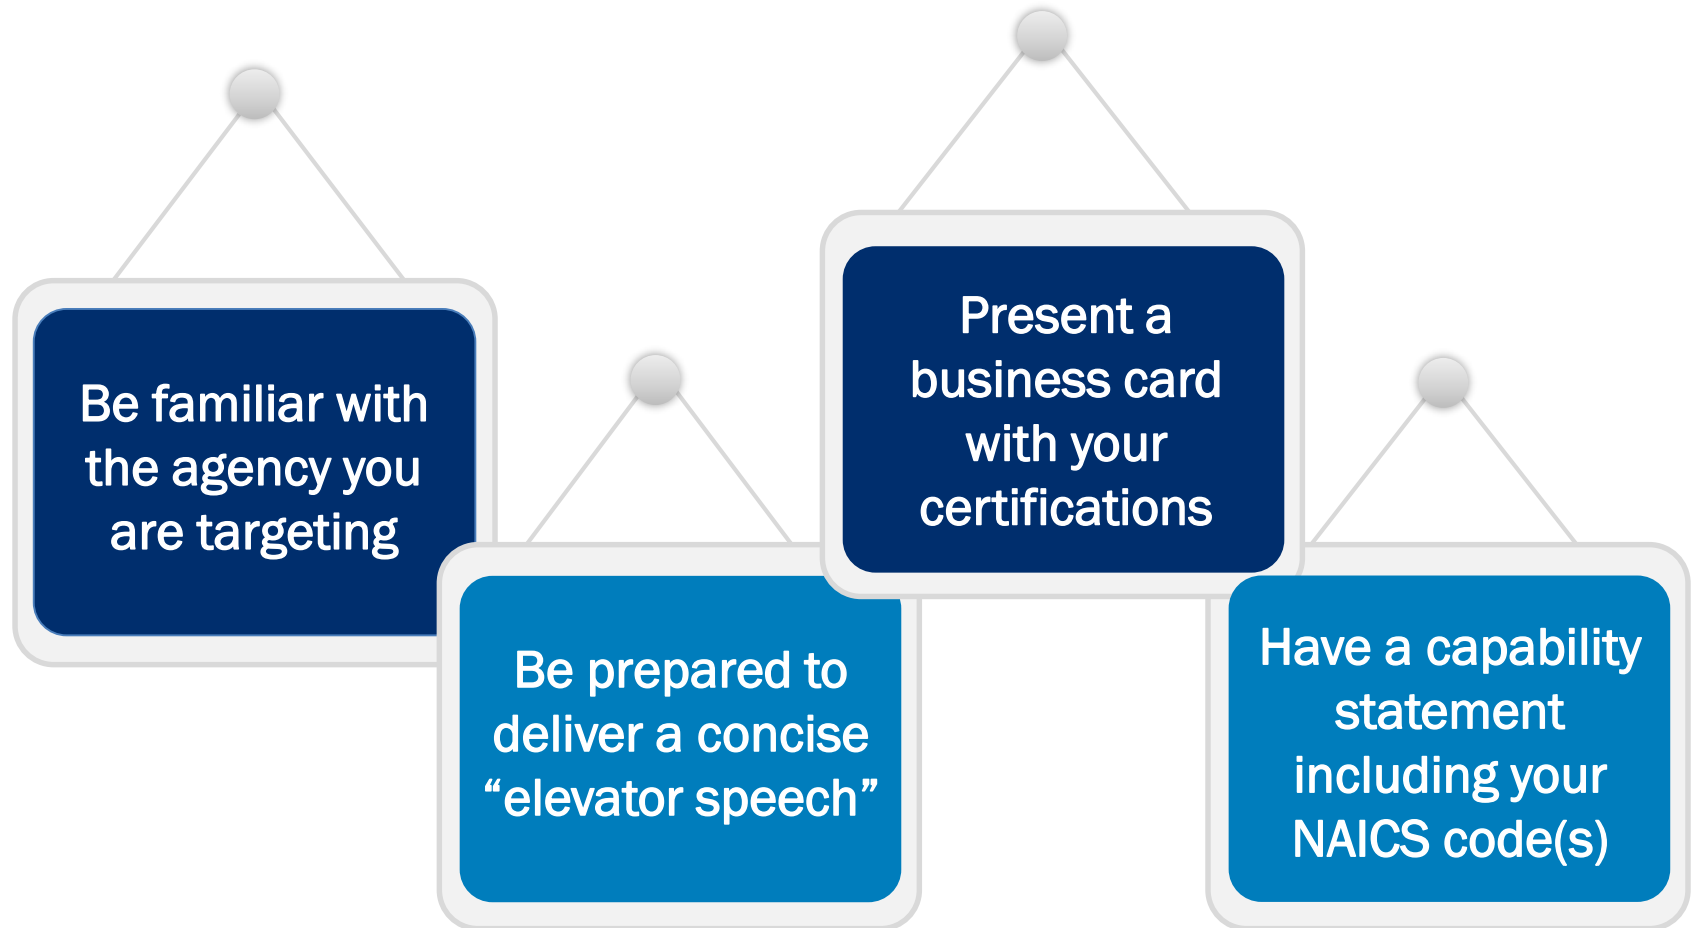 Be familiar with
the agency you
are targeting
Be prepared to
deliver a concise
“elevator speech”
Present a
business card
with your
certifications
Have a capability
statement
including your
NAICS code(s)